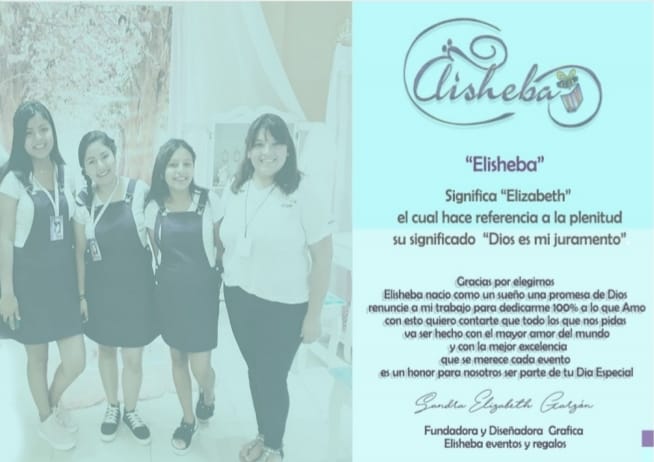 Elisheba
“Elisheba”
Significa “Elizabeth”
el cual hace referencia a la plenitud
su significado “Dios es mi juramento”
Gracias por elegirnos
Elisheba nacio como un sueño una promesa de Dios
renuncie a mi trabajo para dedicarme 100% a lo que Amo
con esto quiero contarte que todo los que nos pidas
va ser hecho con el mayor amor del mundo
y con la mejor excelencia
que se merece cada evento
es un honor para nosotros ser parte de tu Dia Especial
Sandra Elizabeth Garzón
Fundadora y Diseñadora Grafica
Elisheba eventos y regalos